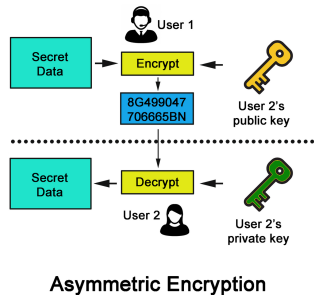 User 1
Secret
Data
Encrypt
8G499047
706665BN
User 2's
public key
Secret
Data
Decrypt
User 2
User 2's
private key
Asymmetric Encryption